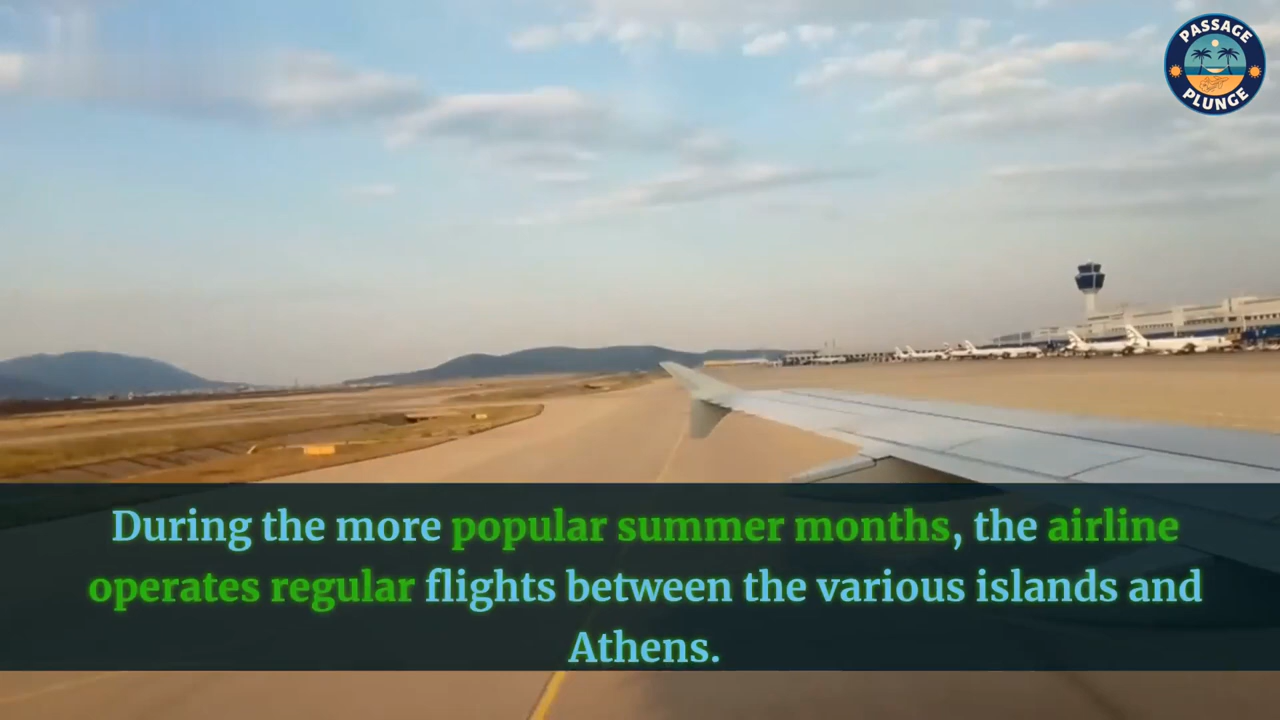 PASSAGE
PLUNGE
During the more popular summer months, the airline
operates regular flights between the various islands and
Athens.